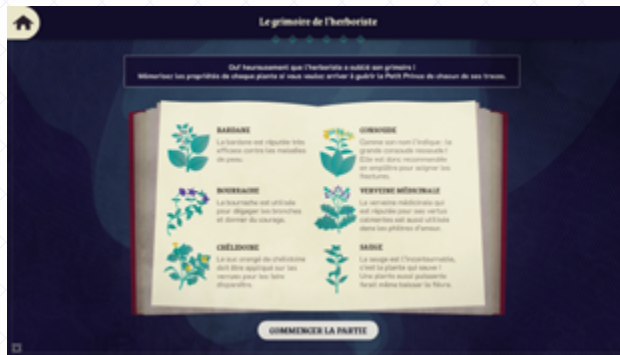 Le grimoire de l'herboriste
Ouf heureusement que l'herboriste a oublié son grimoire !
Mémorisez les propriétés de chaque plante si vous voulez arriver à guérir le Petit Prince de chacun de ses tracas.
BARDANE
La bardane est réputée très
efficace contre les maladies
de peau.
BOURRACHE
La bourrache est utilisée
pour dégager les bronches
et donner du courage.
CHÉLIDOINE
Le suc orangé de chélidoine
doit être appliqué sur les
verrues pour les faire
disparaître.
CONSOUDE
Comme son nom l'indique : la
grande consoude ressoude !
Elle est donc recommandée
en emplâtre pour soigner les
fractures.
VERVEINE MÉDICINALE
La verveine médicinale qui
est réputée pour ses vertus
calmantes est aussi utilisée
dans les philtres d'amour.
SAUGE
La sauge est l'incontournable,
c'est la plante qui sauve !
Une plante aussi puissante
ferait même baisser la fièvre.
COMMENCER LA PARTIE